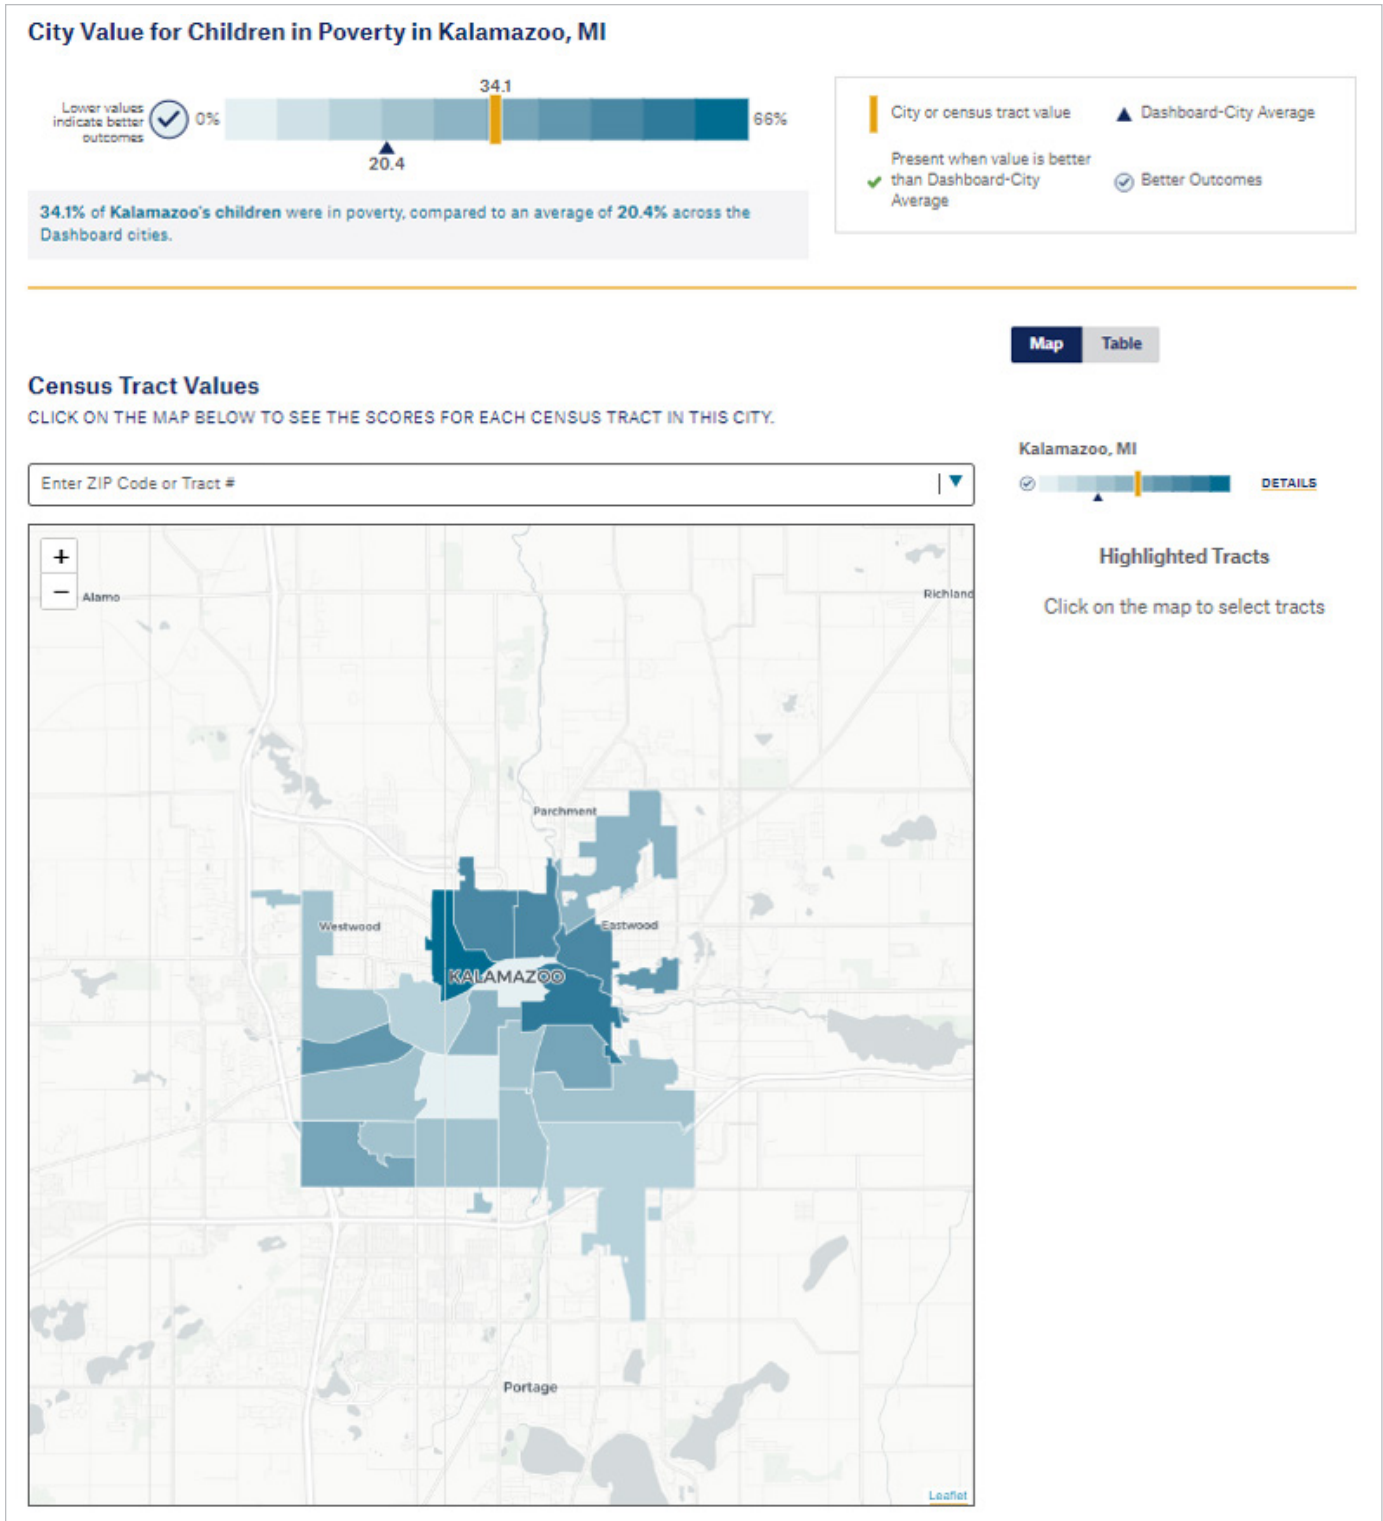 City Value for Children in Poverty in Kalamazoo, MI
34.1
Lower values
indicate better
outcomes
0%
66%
20.4
City or census tract value
Dashboard-City Average
Present when value is better
than Dashboard-City
Average
Better Outcomes
34.1% of Kalamazoo's children were in poverty, compared to an average of 20.4% across the
Dashboard cities.
Map
Table
Census Tract Values
CLICK ON THE MAP BELOW TO SEE THE SCORES FOR EACH CENSUS TRACT IN THIS CITY.
Kalamazoo, MI
DETAILS
Enter ZIP Code or Tract #
Highlighted Tracts
Click on the map to select tracts
+
−
Alamo
Richland
Parchment
Westwood
Eastwood
KALAMAZOO
Portage
Leaflet